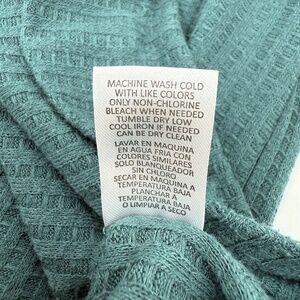 MACHINE WASH COLD
WITH LIKE COLORS
ONLY NON-CHLORINE
BLEACH WHEN NEEDED
TUMBLE DRY LOW
COOL IRON IF NEEDED
CAN BE DRY CLEAN
LAVAR EN MAQUINA
EN AGUA FRIA CON
COLORES SIMILARES
SOLO BLANQUEADOR
SIN CHLORO
SECAR EN MAQUINA A
TEMPERATURA BAJA
PLANCHAR A
TEMPERATURA BAJA
O LIMPIAR A SECO